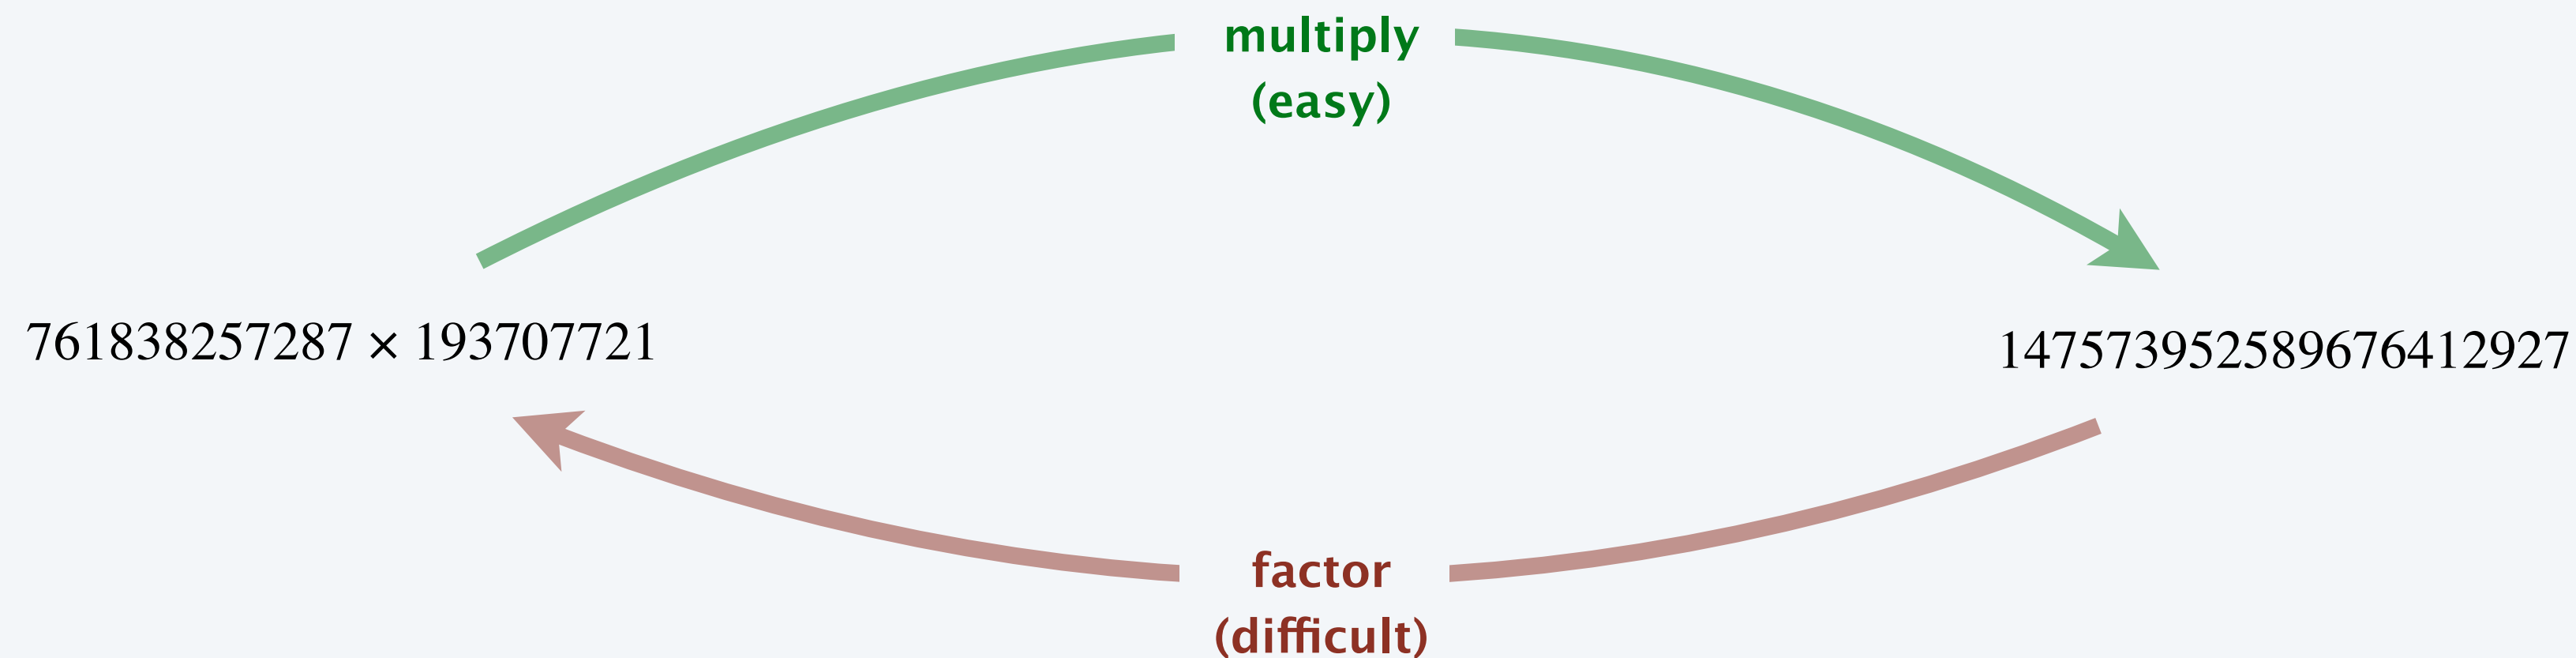 multiply
(easy)
761838257287 × 193707721
147573952589676412927
factor
(difficult)